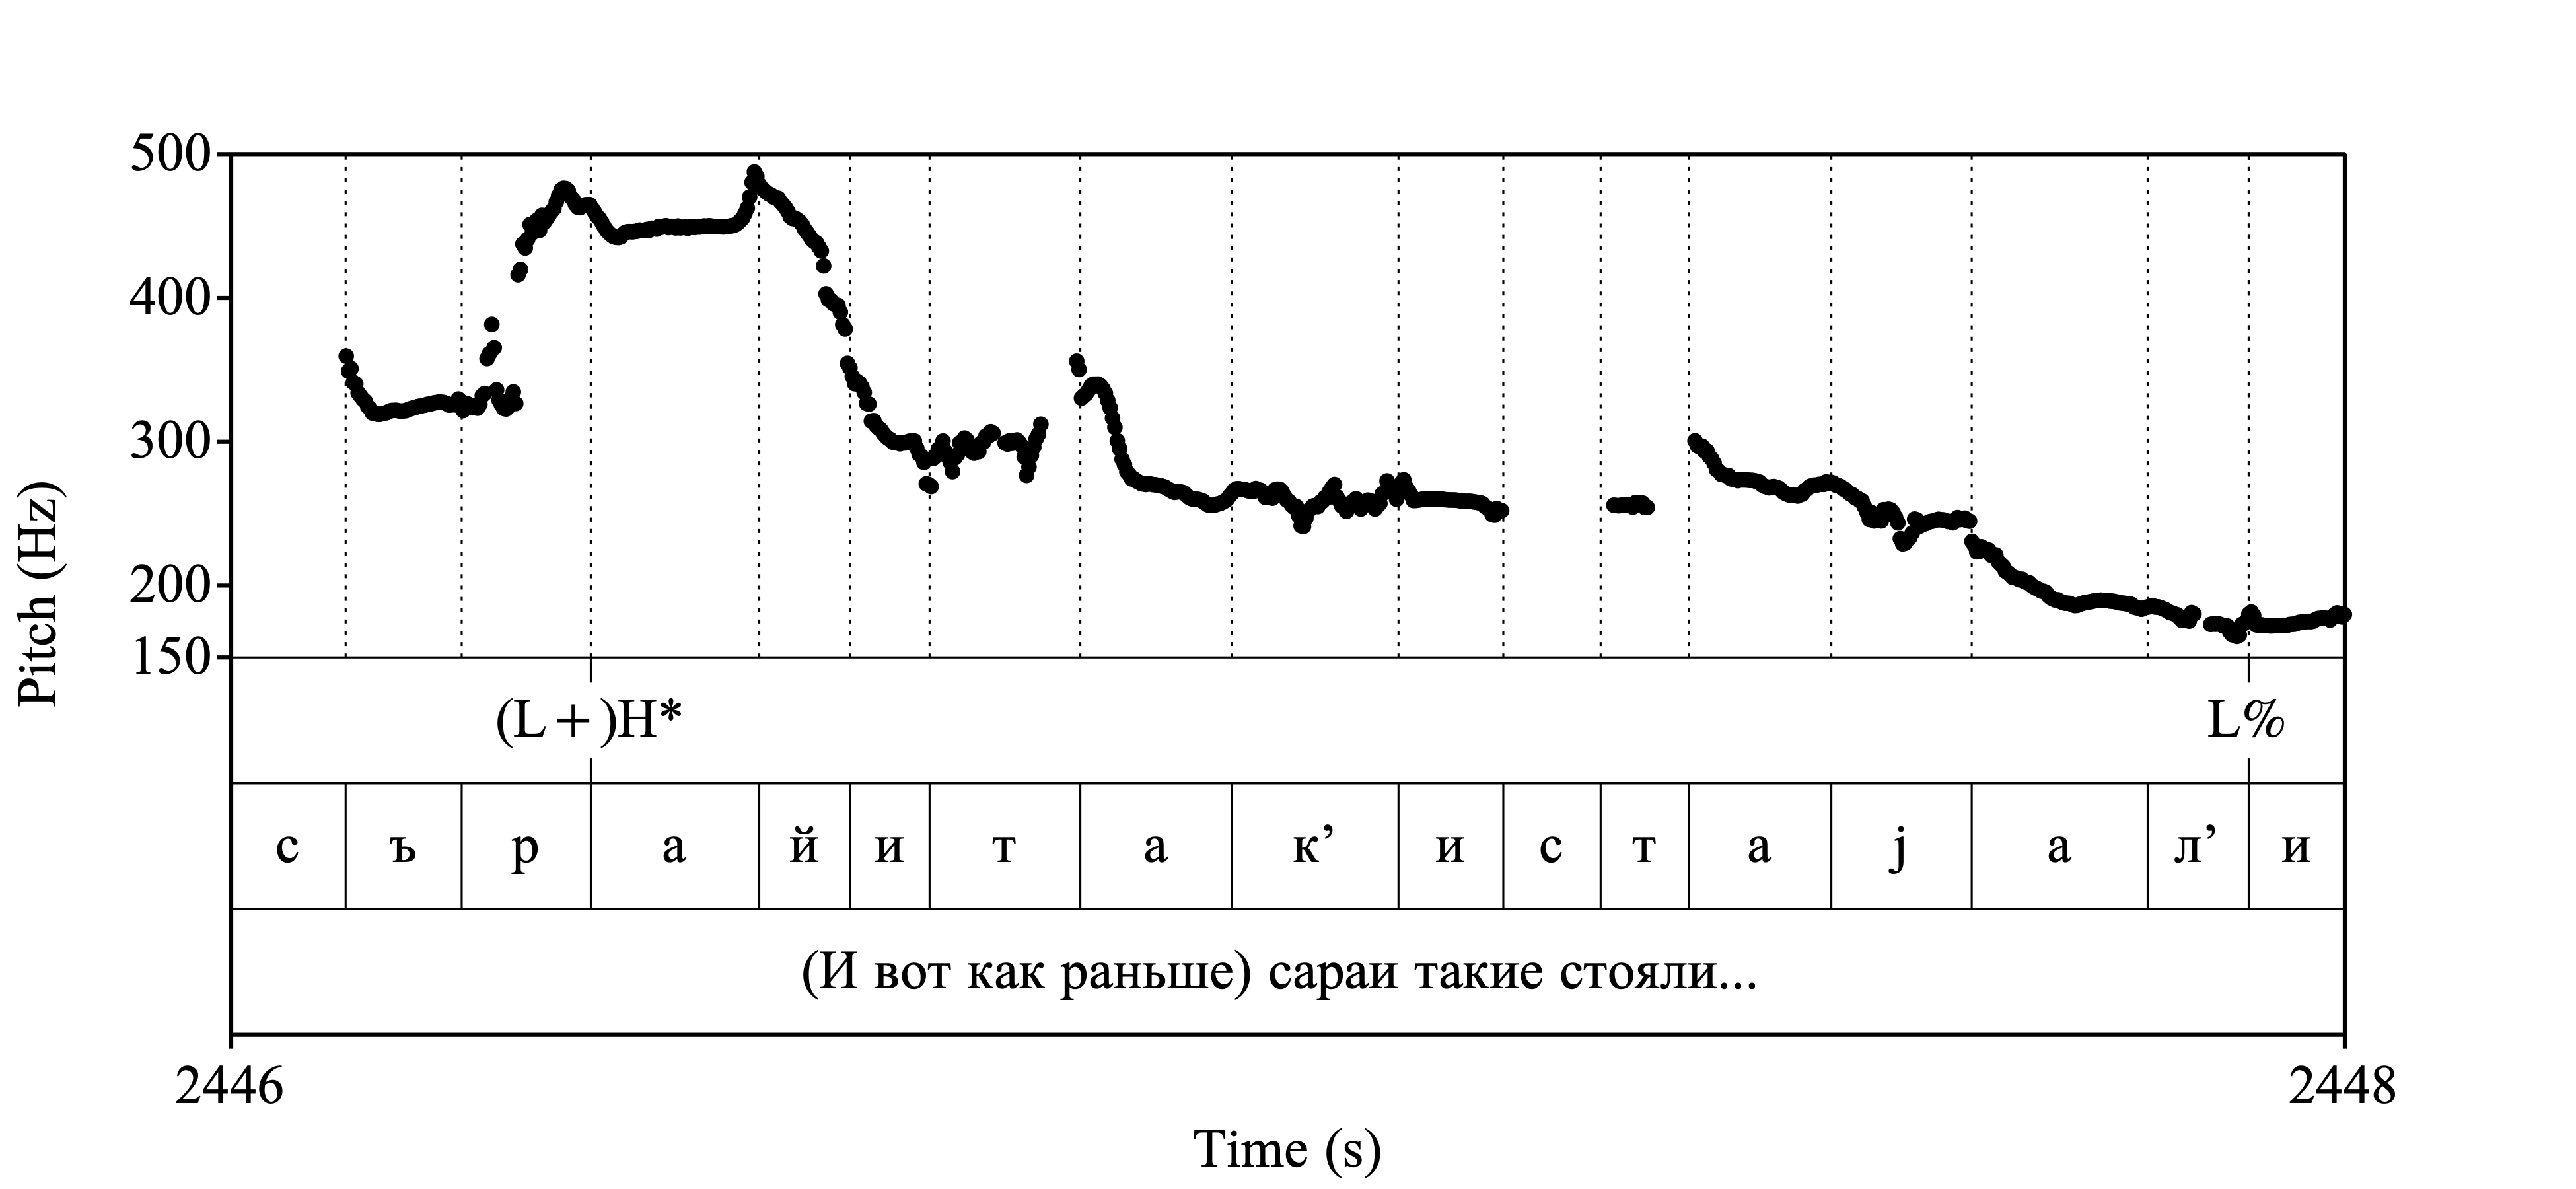 500
400
300
200
150
Pitch (Hz)
(L+)H* L%
с ъ р а й и т а к’ и с т а j а л’ и
(И вот как раньше) сараи такие стояли...
2446 2448
Time (s)